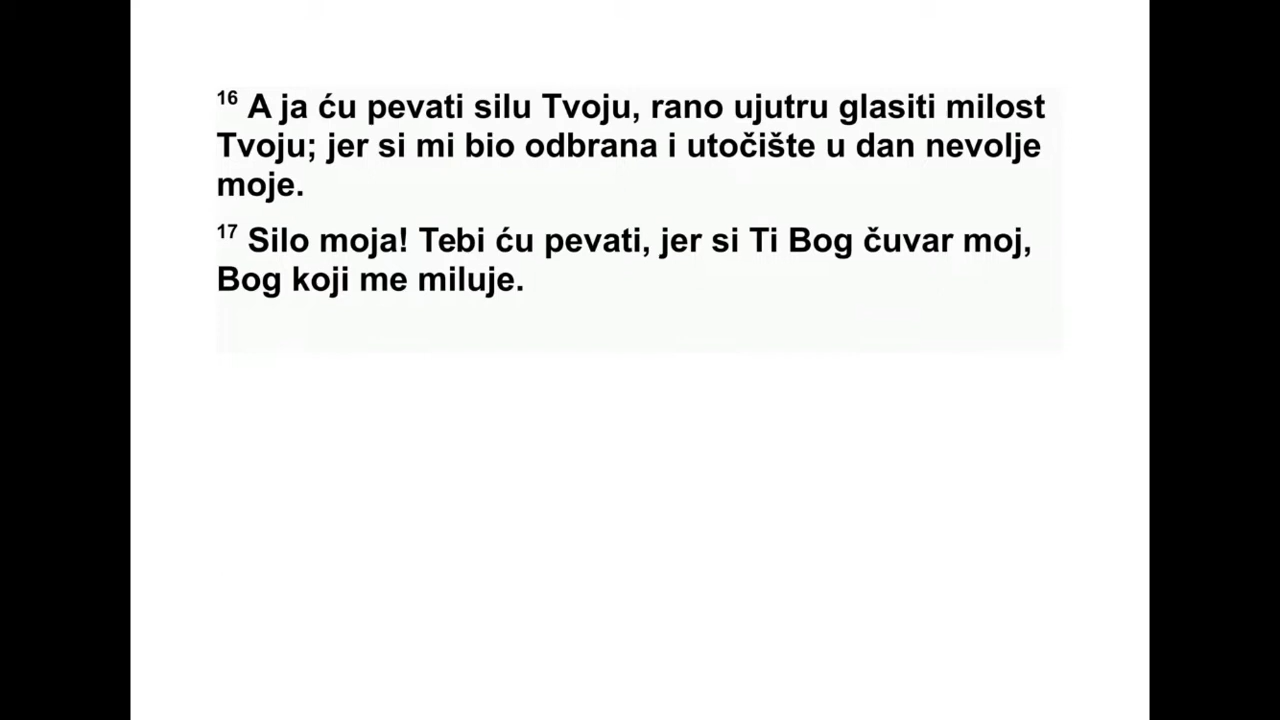 16 A ja ću pevati silu Tvoju, rano ujutru glasiti milost
Tvoju; jer si mi bio odbrana i utočište u dan nevolje
moje.
17 Silo moja! Tebi ću pevati, jer si Ti Bog čuvar moj,
Bog koji me miluje.